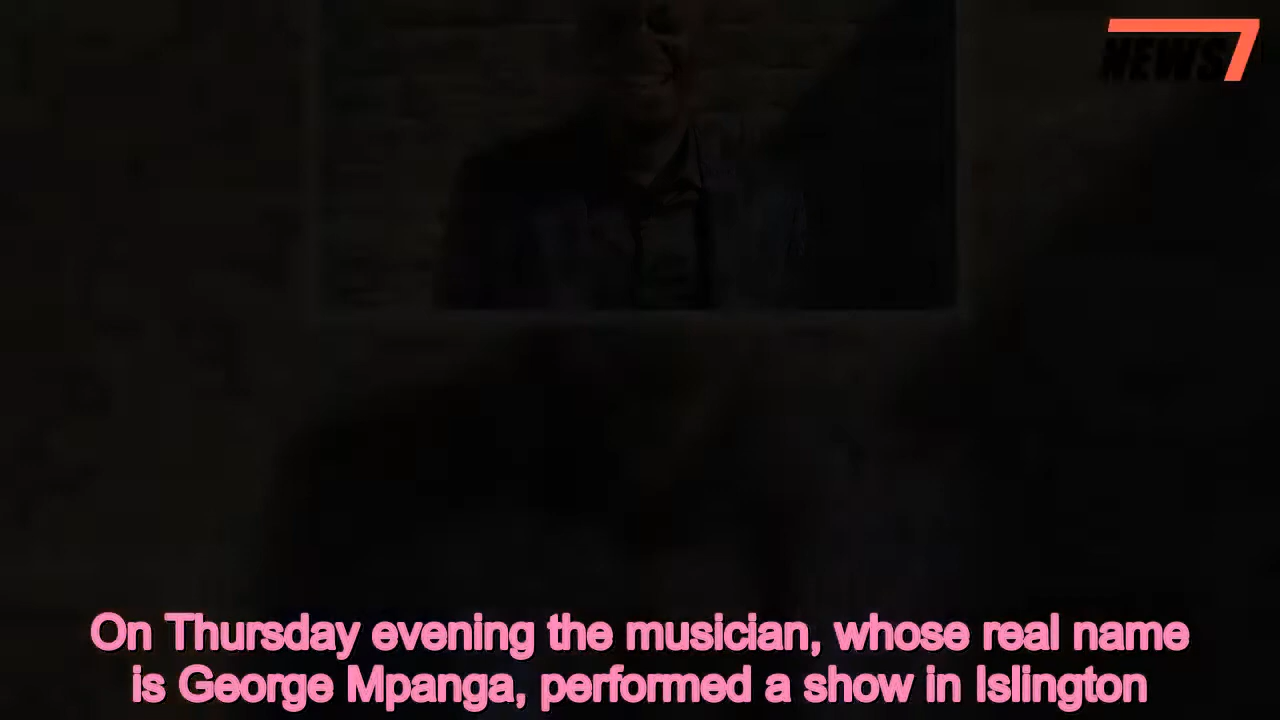 NEWS7
On Thursday evening the musician, whose real name
is George Mpanga, performed a show in Islington